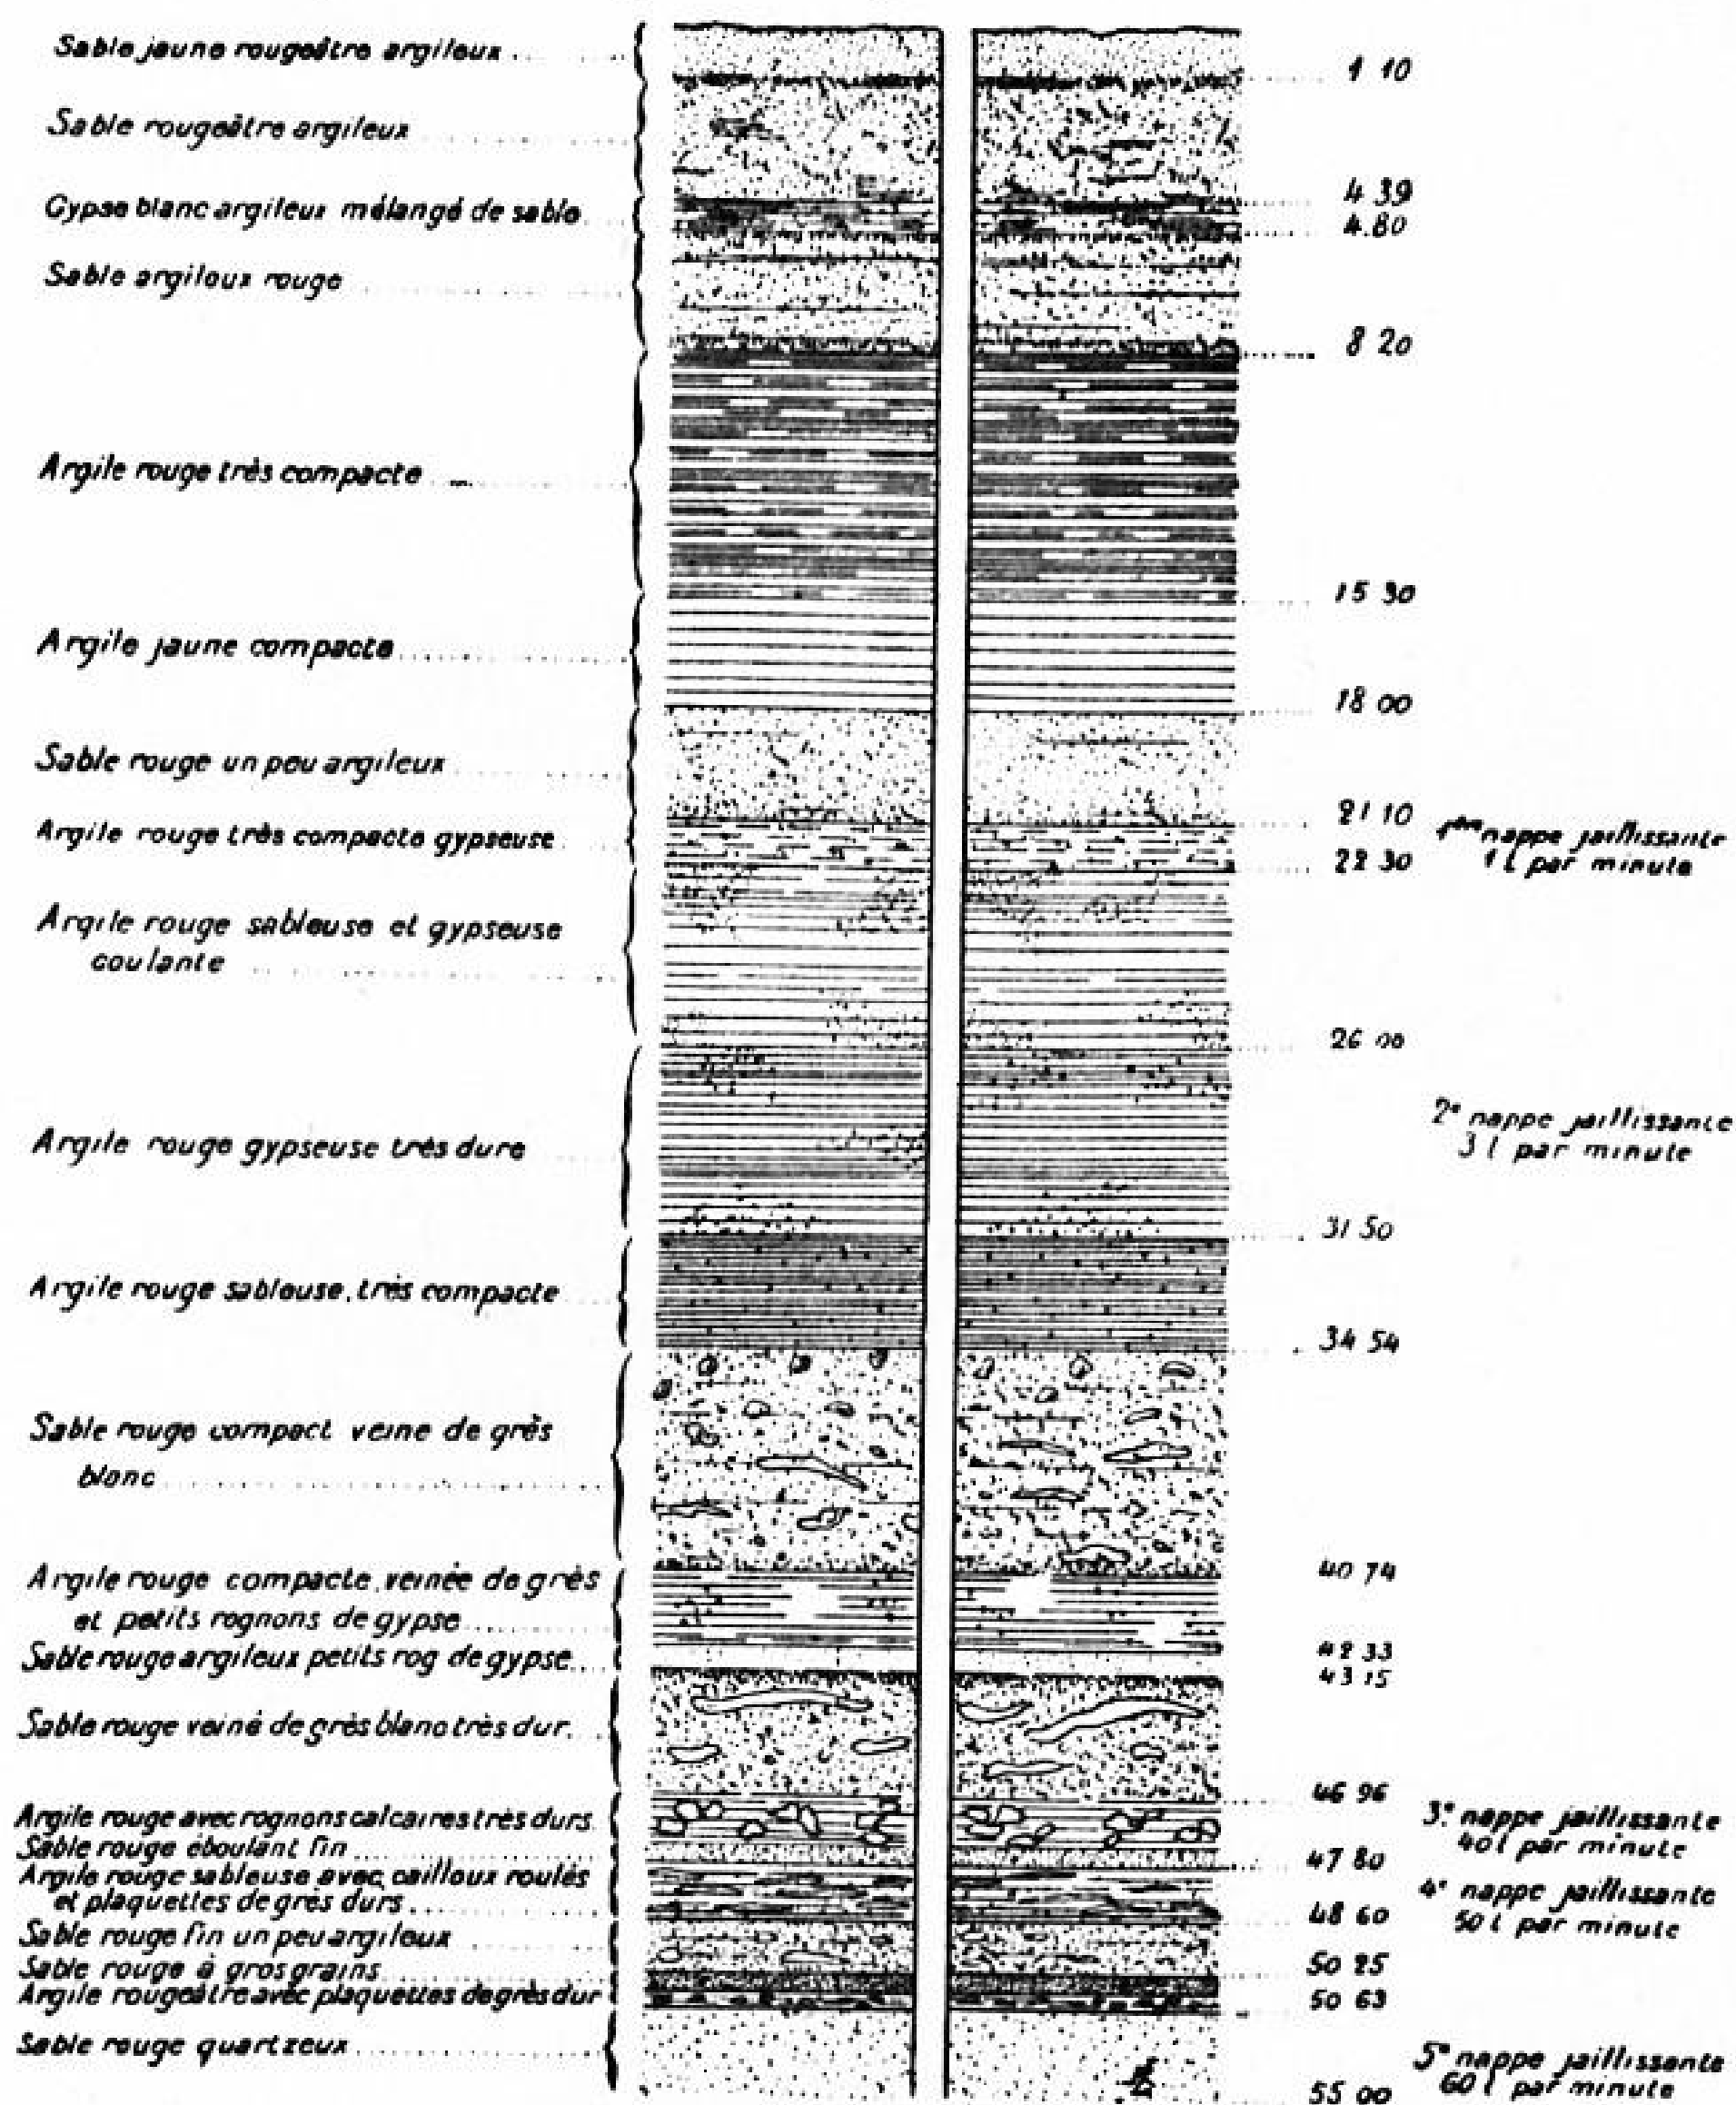 Sable jaune rougeâtre argileux
1 10
Sable rougeâtre argileux
4 39
Gypse blanc argileux mélangé de sable
4.80
Sable argileux rouge
8 20
Argile rouge très compacte
15 30
Argile jaune compacte
18 00
Sable rouge un peu argileux
21 10
Argile rouge très compacte gypseuse
1ère nappe jaillissante
1 l par minute
22 30
Argile rouge sableuse et gypseuse
coulante
26 00
Argile rouge gypseuse très dure
2e nappe jaillissante
3 l par minute
31 50
Argile rouge sableuse, très compacte
34 54
Sable rouge compact veine de grès
blanc
40 74
Argile rouge compacte, veinée de grès
et petits rognons de gypse
42 33
Sable rouge argileux petits rog de gypse
43 15
Sable rouge veiné de grès blanc très dur.
46 96
Argile rouge avec rognons calcaires très durs
3e nappe jaillissante
40 l par minute
Sable rouge éboulant fin
47 80
Argile rouge sableuse avec cailloux roulés
et plaquettes de grès durs
4e nappe jaillissante
50 l par minute
48 60
Sable rouge fin un peu argileux
Sable rouge à gros grains
50 25
Argile rougeâtre avec plaquettes de grès dur
50 63
Sable rouge quartzeux
5e nappe jaillissante
60 l par minute
55 00